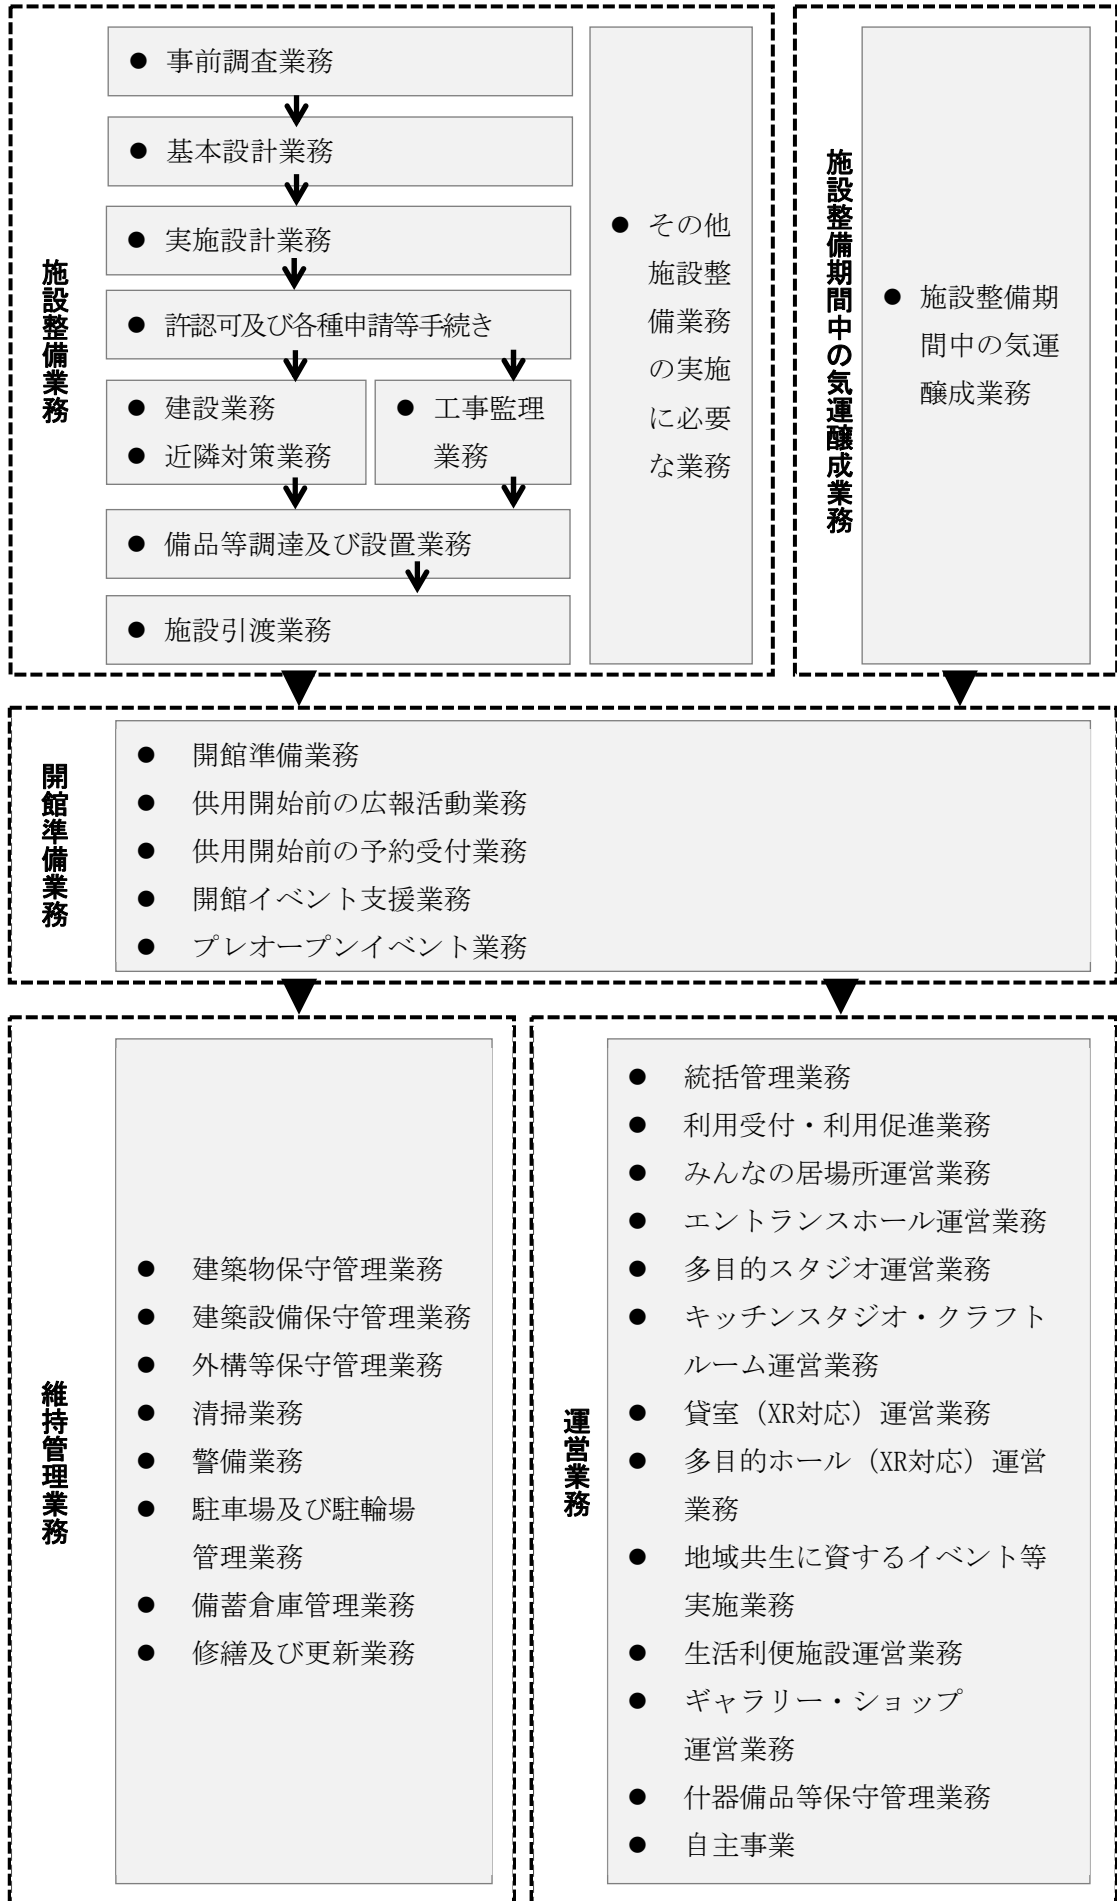 施設整備業務
● 事前調査業務
● 基本設計業務
● 実施設計業務
● 許認可及び各種申請等手続き
● 建設業務
● 近隣対策業務
● 工事監理
業務
● 備品等調達及び設置業務
● 施設引渡業務
● その他
施設整
備業務
の実施
に必要
な業務
施設整備期間中の気運醸成業務
● 施設整備期
間中の気運
醸成業務
開館準備業務
● 開館準備業務
● 供用開始前の広報活動業務
● 供用開始前の予約受付業務
● 開館イベント支援業務
● プレオープンイベント業務
維持管理業務
● 建築物保守管理業務
● 建築設備保守管理業務
● 外構等保守管理業務
● 清掃業務
● 警備業務
● 駐車場及び駐輪場
管理業務
● 備蓄倉庫管理業務
● 修繕及び更新業務
運営業務
● 統括管理業務
● 利用受付・利用促進業務
● みんなの居場所運営業務
● エントランスホール運営業務
● 多目的スタジオ運営業務
● キッチンスタジオ・クラフト
ルーム運営業務
● 貸室（XR対応）運営業務
● 多目的ホール（XR対応）運営
業務
● 地域共生に資するイベント等
実施業務
● 生活利便施設運営業務
● ギャラリー・ショップ
運営業務
● 什器備品等保守管理業務
● 自主事業